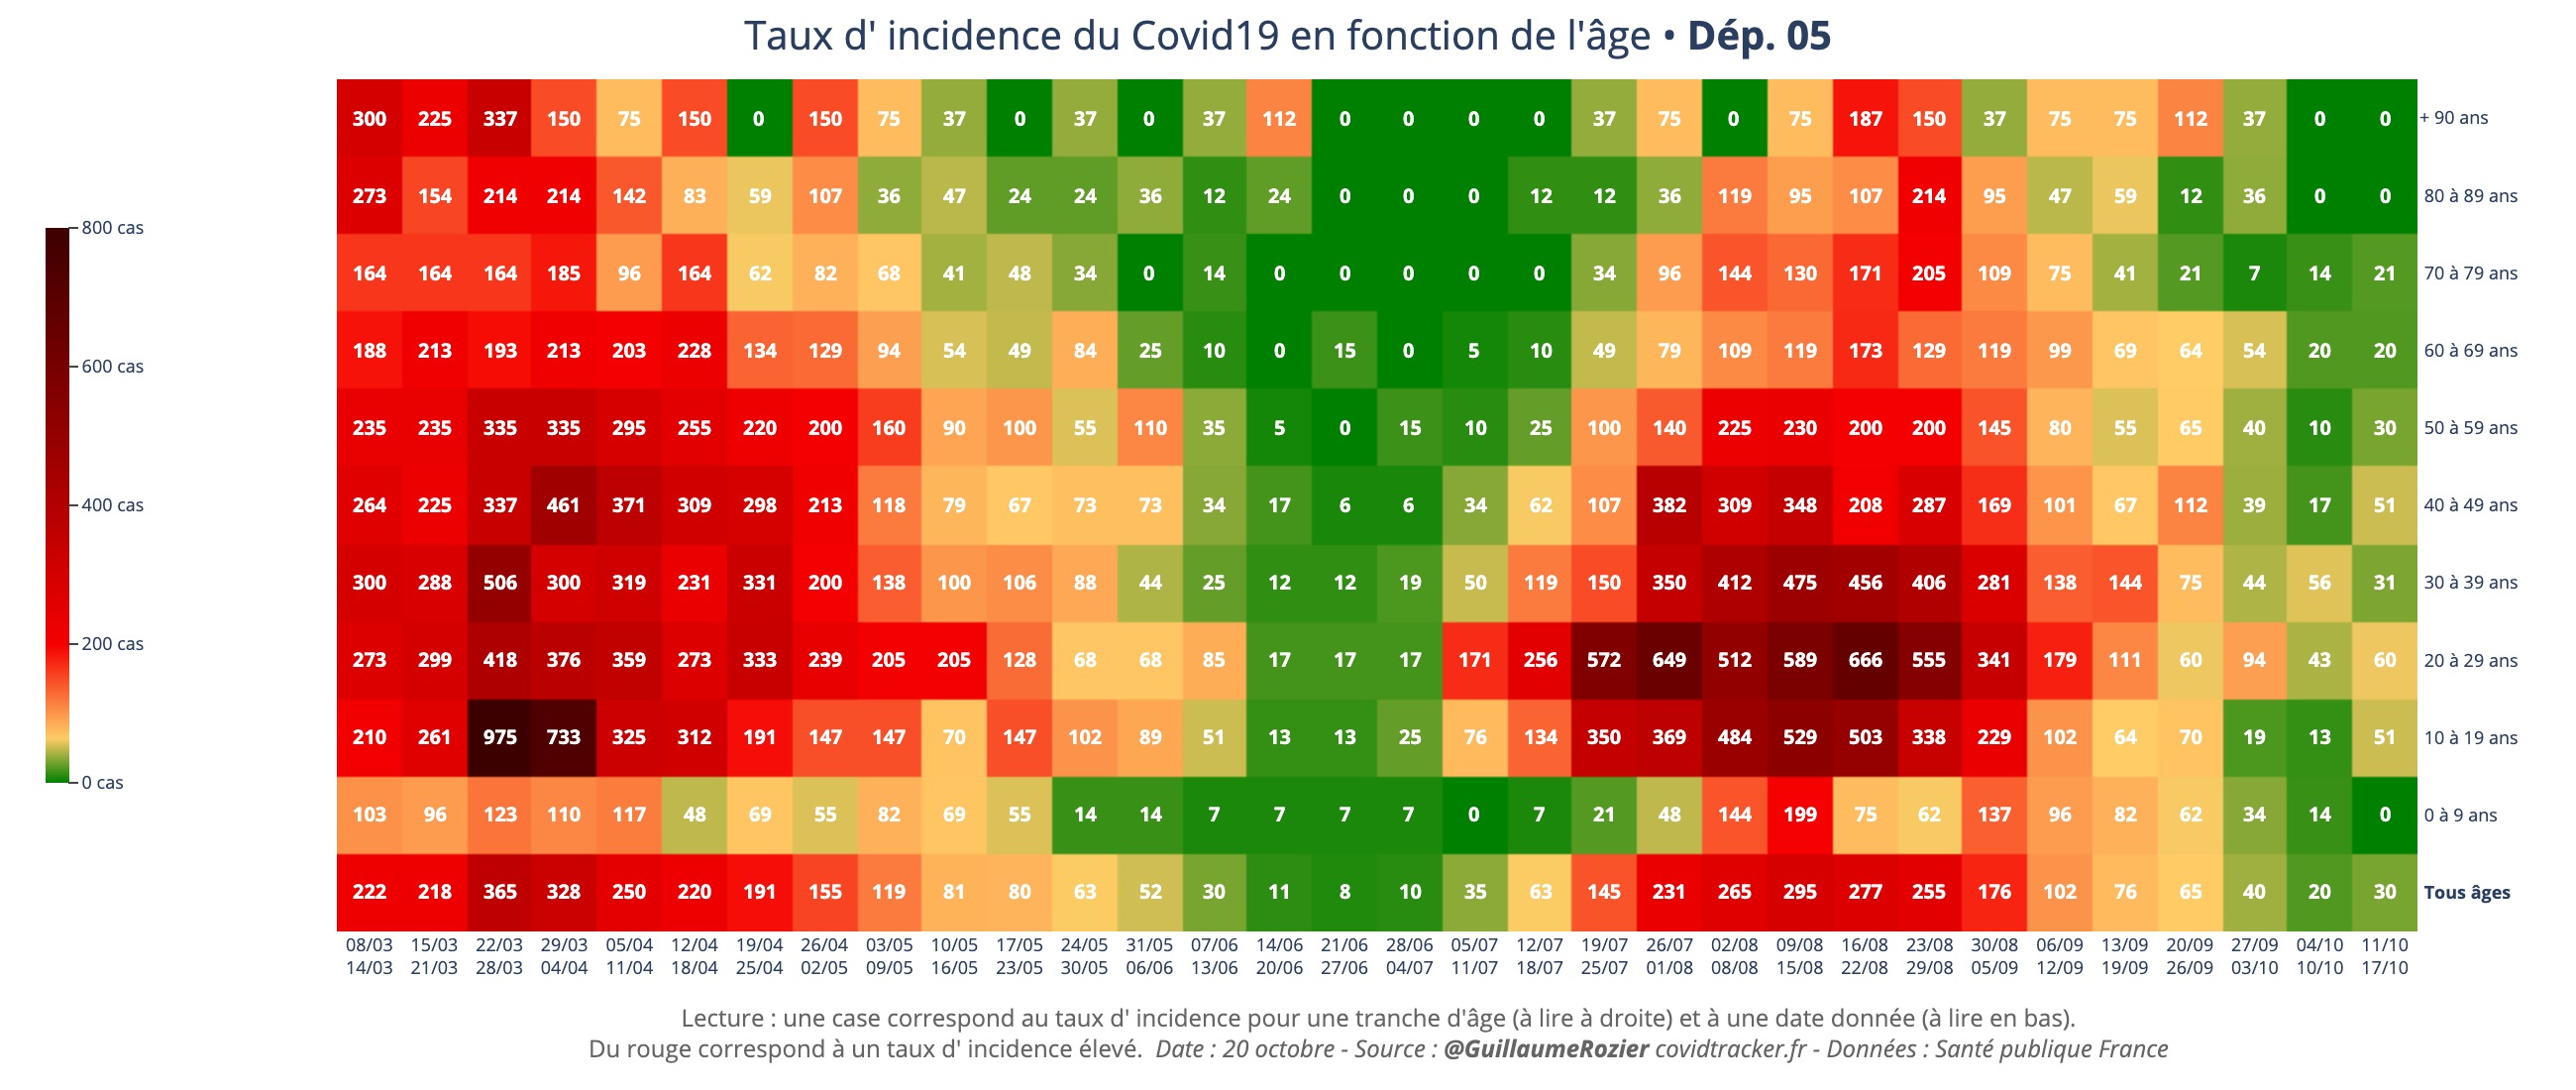 Taux d' incidence du Covid19 en fonction de l'âge • Dép. 05
300 225 337 150 75 150 0 150 75 37 0 37 0 37 112 0 0 0 0 37 75 0 75 187 150 37 75 75 112 37 0 0 + 90 ans
273 154 214 214 142 83 59 107 36 47 24 24 36 12 24 0 0 0 12 12 36 119 95 107 214 95 47 59 12 36 0 0 80 à 89 ans
800 cas
164 164 164 185 96 164 62 82 68 41 48 34 0 14 0 0 0 0 0 34 96 144 130 171 205 109 75 41 21 7 14 21 70 à 79 ans
188 213 193 213 203 228 134 129 94 54 49 84 25 10 0 15 0 5 10 49 79 109 119 173 129 119 99 69 64 54 20 20 60 à 69 ans
600 cas
235 235 335 335 295 255 220 200 160 90 100 55 110 35 5 0 15 10 25 100 140 225 230 200 200 145 80 55 65 40 10 30 50 à 59 ans
400 cas
264 225 337 461 371 309 298 213 118 79 67 73 73 34 17 6 6 34 62 107 382 309 348 208 287 169 101 67 112 39 17 51 40 à 49 ans
300 288 506 300 319 231 331 200 138 100 106 88 44 25 12 12 19 50 119 150 350 412 475 456 406 281 138 144 75 44 56 31 30 à 39 ans
200 cas
273 299 418 376 359 273 333 239 205 205 128 68 68 85 17 17 17 171 256 572 649 512 589 666 555 341 179 111 60 94 43 60 20 à 29 ans
210 261 975 733 325 312 191 147 147 70 147 102 89 51 13 13 25 76 134 350 369 484 529 503 338 229 102 64 70 19 13 51 10 à 19 ans
0 cas
103 96 123 110 117 48 69 55 82 69 55 14 14 7 7 7 7 0 7 21 48 144 199 75 62 137 96 82 62 34 14 0 0 à 9 ans
222 218 365 328 250 220 191 155 119 81 80 63 52 30 11 8 10 35 63 145 231 265 295 277 255 176 102 76 65 40 20 30 Tous âges
08/03 15/03 22/03 29/03 05/04 12/04 19/04 26/04 03/05 10/05 17/05 24/05 31/05 07/06 14/06 21/06 28/06 05/07 12/07 19/07 26/07 02/08 09/08 16/08 23/08 30/08 06/09 13/09 20/09 27/09 04/10 11/10
14/03 21/03 28/03 04/04 11/04 18/04 25/04 02/05 09/05 16/05 23/05 30/05 06/06 13/06 20/06 27/06 04/07 11/07 18/07 25/07 01/08 08/08 15/08 22/08 29/08 05/09 12/09 19/09 26/09 03/10 10/10 17/10
Lecture : une case correspond au taux d' incidence pour une tranche d'âge (à lire à droite) et à une date donnée (à lire en bas).
Du rouge correspond à un taux d' incidence élevé. Date : 20 octobre - Source : @GuillaumeRozier covidtracker.fr - Données : Santé publique France